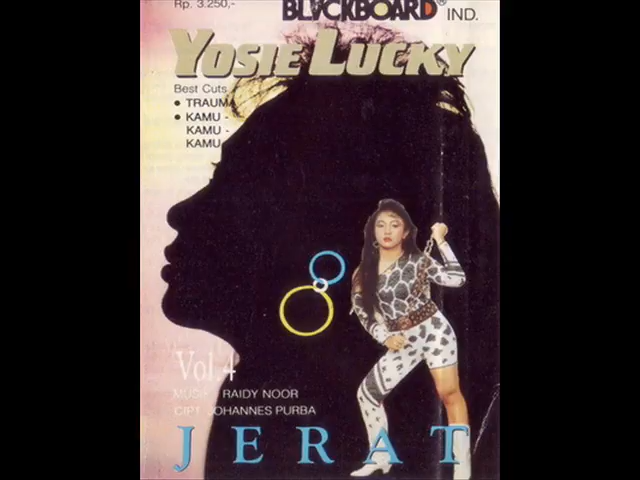 Rp. 3.250,-
BLACKBOARD® IND.
YOSIE LUCKY
Best Cuts
• TRAUMA
• KAMU -
KAMU -
KAMU
Vol. 4
MUSIK RAIDY NOOR
CIPT. JOHANNES PURBA
JERAT